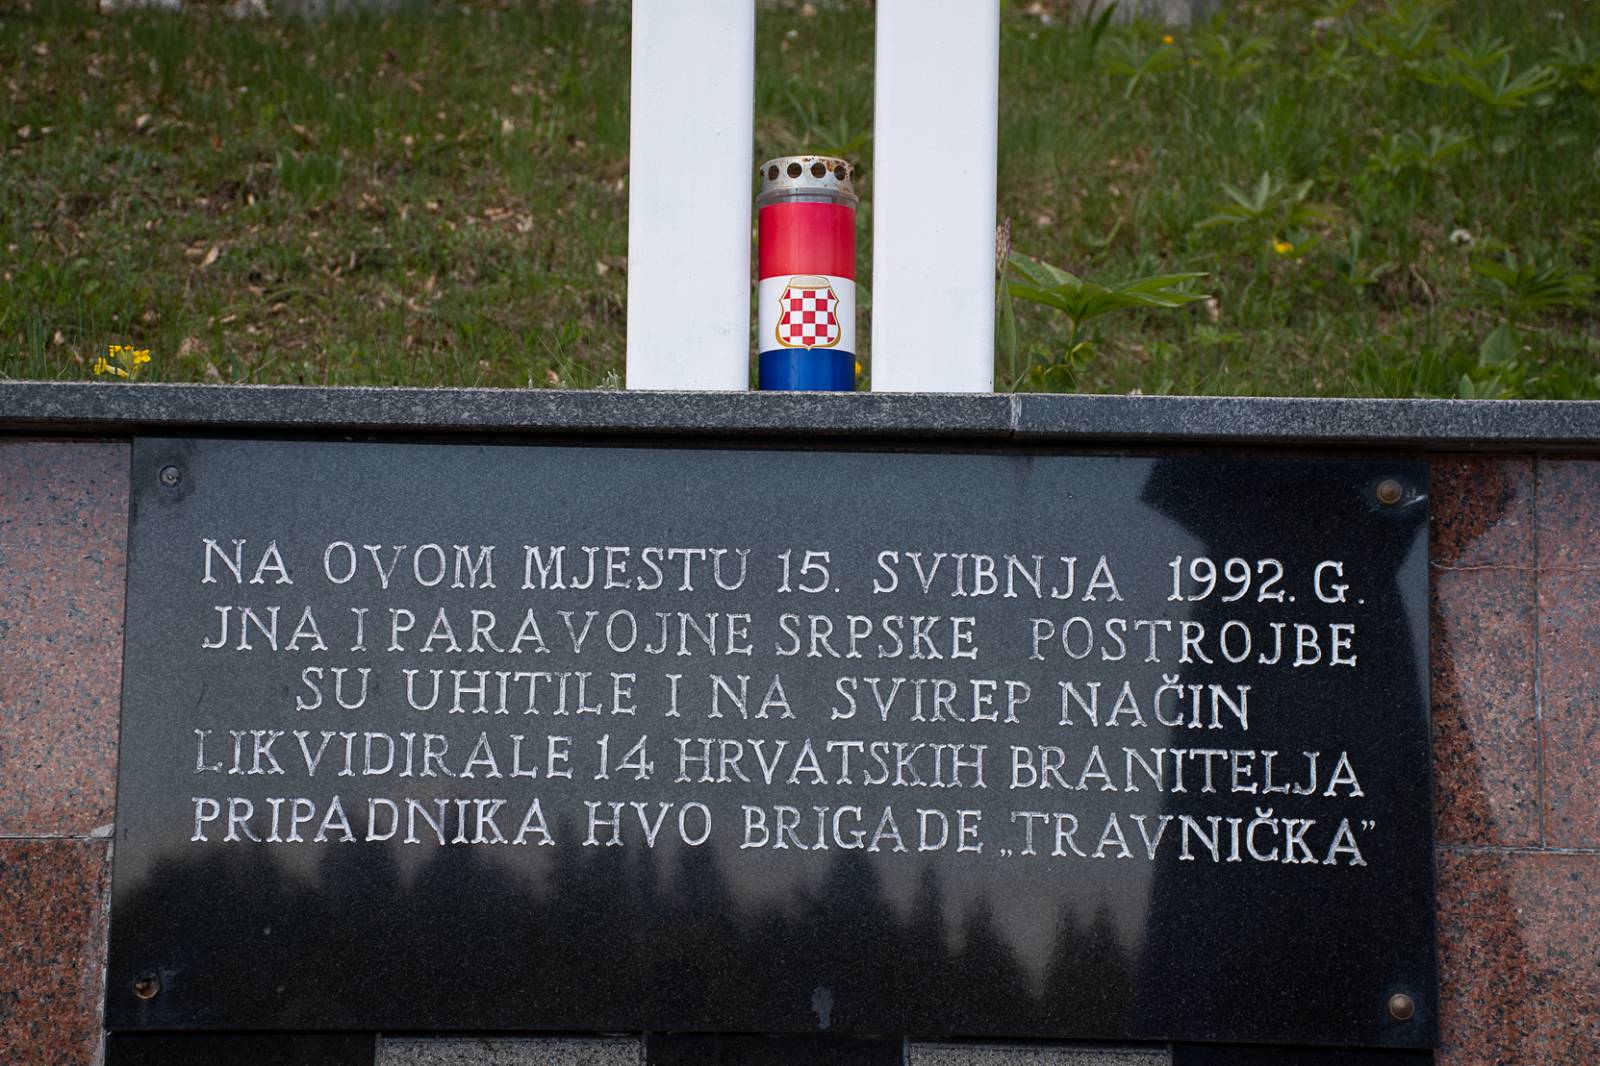 NA OVOM MJESTU 15. SVIBNJA 1992. G.
JNA I PARAVOJNE SRPSKE POSTROJBE
SU UHITILE I NA SVIREP NAČIN
LIKVIDIRALE 14 HRVATSKIH BRANITELJA
PRIPADNIKA HVO BRIGADE „TRAVNIČKA”